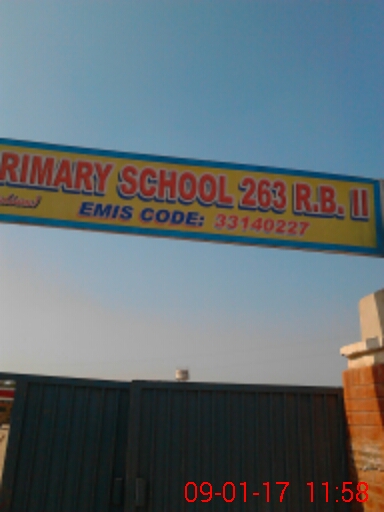 RIMARY SCHOOL 263 R.B. II
EMIS CODE: 33140227
09-01-17 11:58